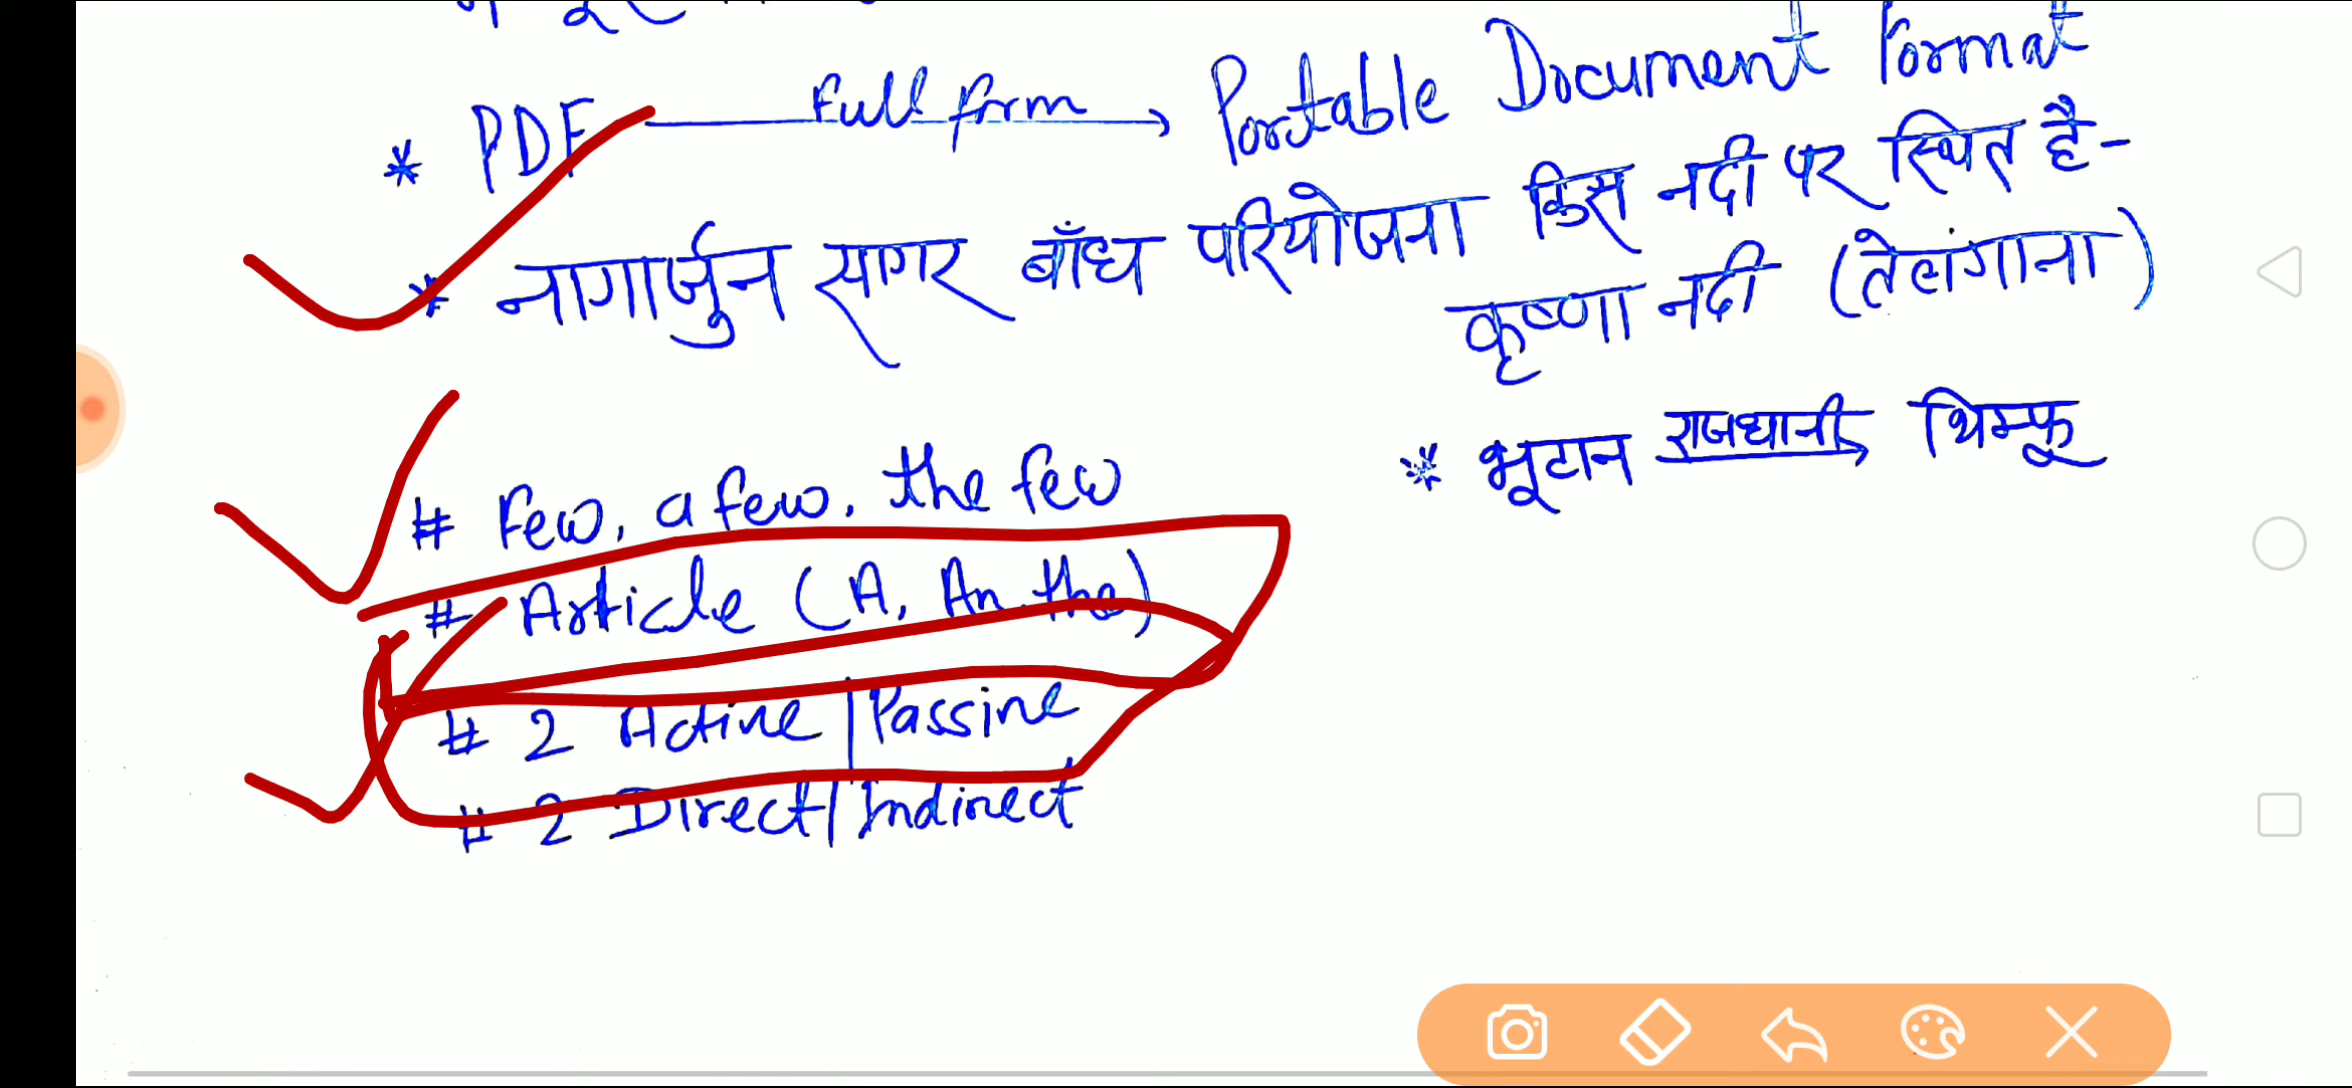 * PDF Full form → Portable Document Format
* नागार्जुन सागर बाँध परियोजना किस नदी पर स्थित है-
कृष्णा नदी (तेलंगाना)
* भूटान राजधानी → थिम्फू
# Few, a few, the few
# Article (A, An, the)
# 2 Active | Passive
# 2 Direct | Indirect